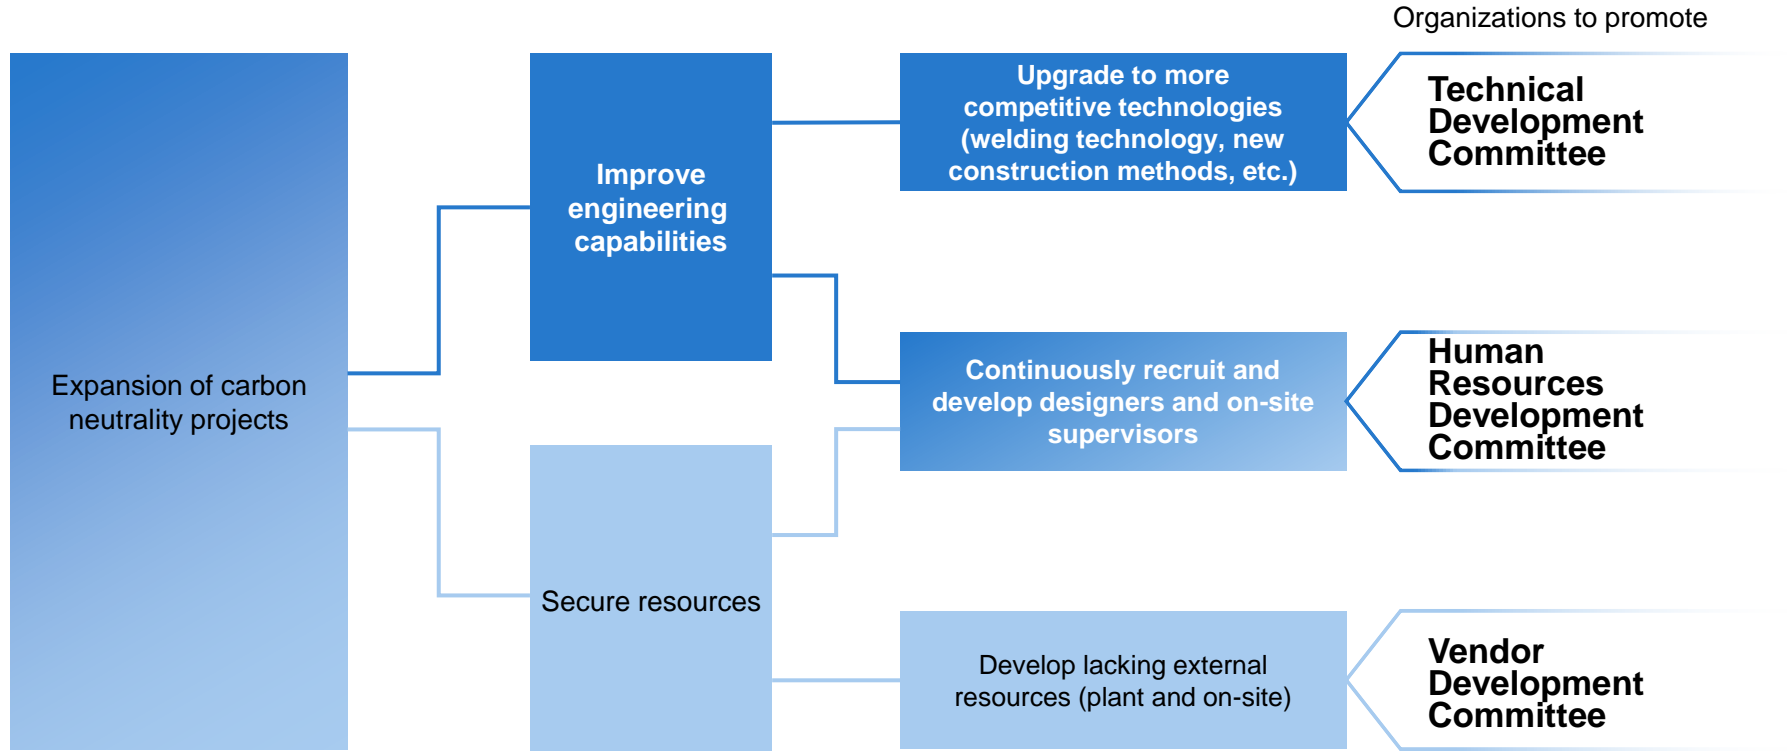 Organizations to promote
Expansion of carbon
neutrality projects
Improve
engineering
capabilities
Secure resources
Upgrade to more
competitive technologies
(welding technology, new
construction methods, etc.)
Continuously recruit and
develop designers and on-site
supervisors
Develop lacking external
resources (plant and on-site)
Technical
Development
Committee
Human
Resources
Development
Committee
Vendor
Development
Committee